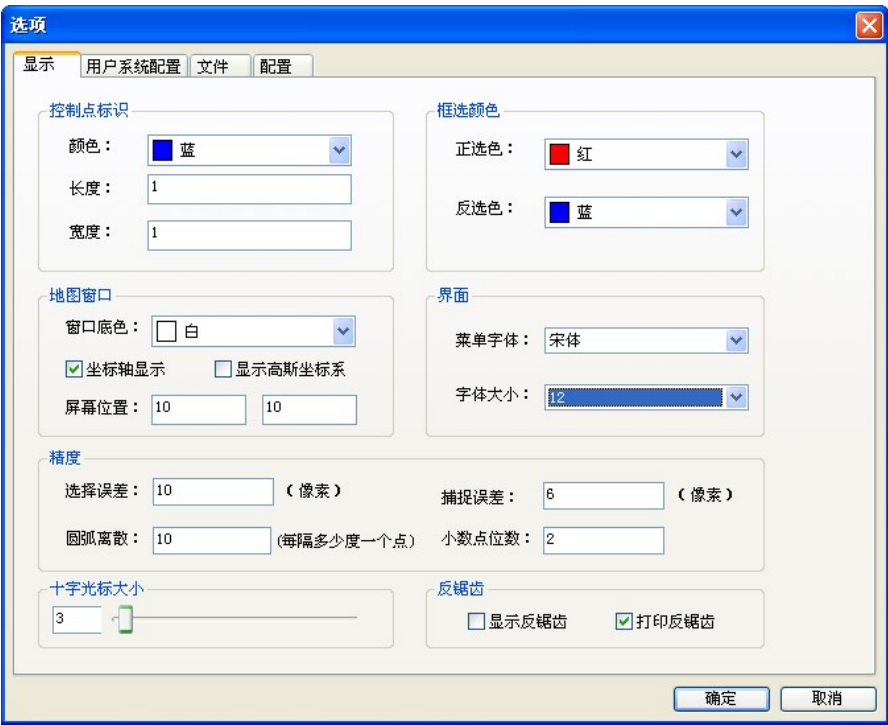 选项
显示 用户系统配置 文件 配置
控制点标识
颜色： 蓝
长度： 1
宽度： 1
框选颜色
正选色： 红
反选色： 蓝
地图窗口
窗口底色： 白
坐标轴显示 显示高斯坐标系
屏幕位置： 10 10
界面
菜单字体： 宋体
字体大小： 12
精度
选择误差： 10 （像素） 捕捉误差： 6 （像素）
圆弧离散： 10 (每隔多少度一个点) 小数点位数： 2
十字光标大小
3
反锯齿
显示反锯齿 打印反锯齿
确定 取消